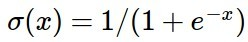 σ(x) = 1/(1 + e⁻ˣ)